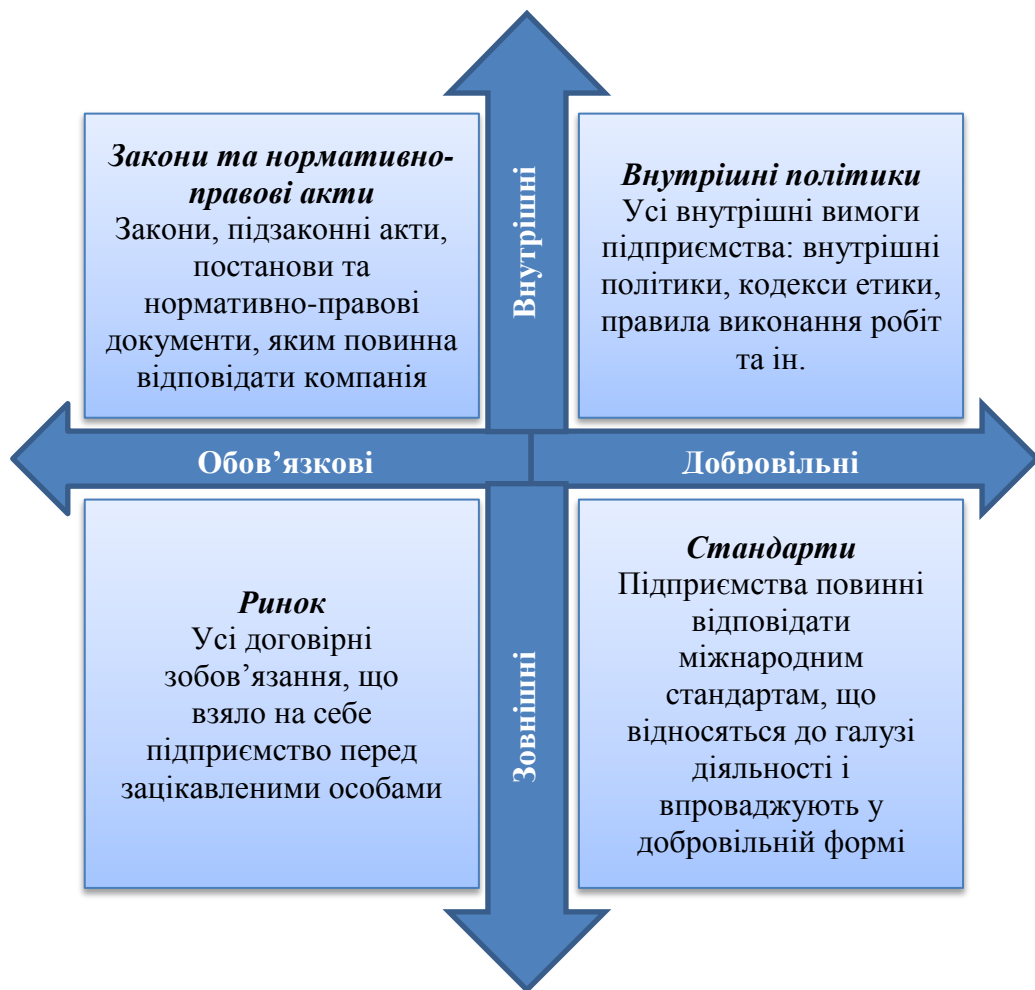 Закони та нормативно-
правові акти
Закони, підзаконні акти,
постанови та
нормативно-правові
документи, яким повинна
відповідати компанія
Внутрішні
Внутрішні політики
Усі внутрішні вимоги
підприємства: внутрішні
політики, кодекси етики,
правила виконання робіт
та ін.
Обов’язкові
Добровільні
Ринок
Усі договірні
зобов’язання, що
взяло на себе
підприємство перед
зацікавленими особами
Зовнішні
Стандарти
Підприємства повинні
відповідати
міжнародним
стандартам, що
відносяться до галузі
діяльності і
впроваджують у
добровільній формі